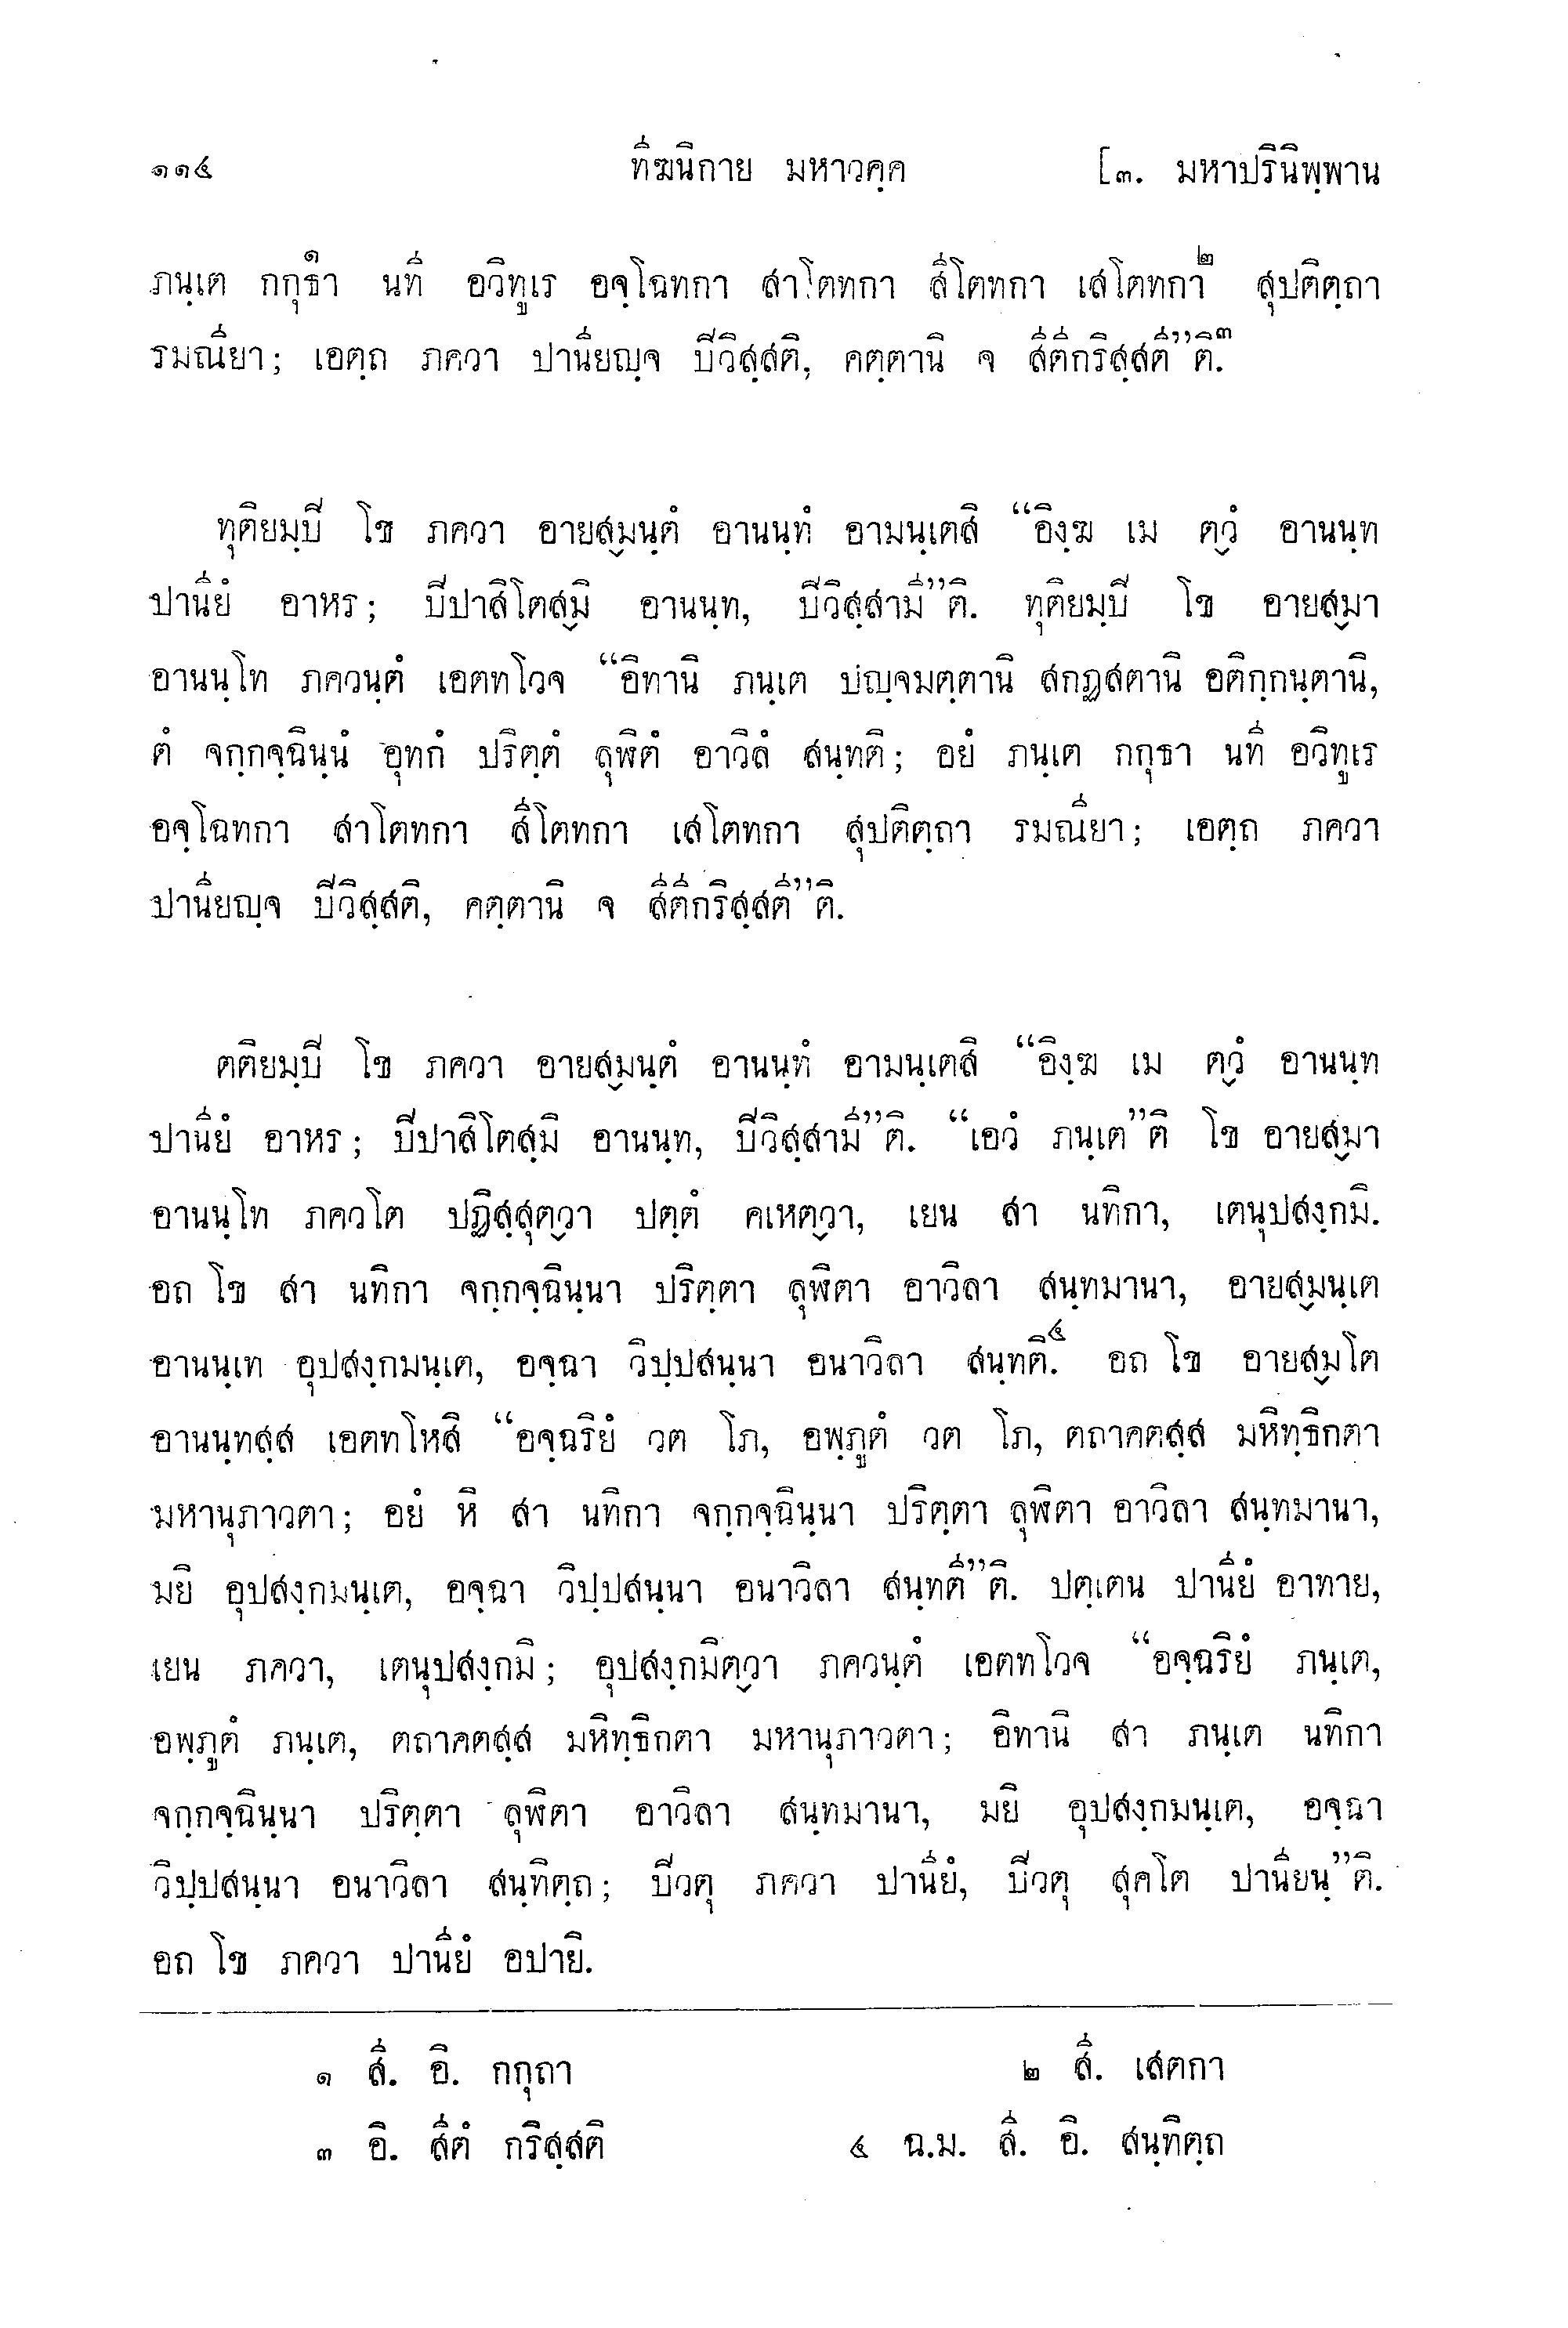 ๑๑๔ ทีฆนิกาย มหาวคฺค [๓. มหาปรินิพฺพาน
ภนฺเต กกุธา๑ นที อวิทูเร อจฺโฉทกา สาโตทกา สีโตทกา เสโตทกา๒ สุปติตฺถา
รมณียา; เอตฺถ ภควา ปานียญฺจ ปิวิสฺสติ, คตฺตานิ จ สีตีกริสฺสตี”ติ.๓
ทุติยมฺปิ โข ภควา อายสฺมนฺตํ อานนฺทํ อามนฺเตสิ “อิงฺฆ เม ตฺวํ อานนฺท
ปานียํ อาหร; ปิปาสิโตสฺมิ อานนฺท, ปิวิสฺสามี”ติ. ทุติยมฺปิ โข อายสฺมา
อานนฺโท ภควนฺตํ เอตทโวจ “อิทานิ ภนฺเต ปญฺจมตฺตานิ สกฏสตานิ อติกฺกนฺตานิ,
ตํ จกฺกจฺฉินฺนํ อุทกํ ปริตฺตํ ลุฬิตํ อาวิลํ สนฺทติ; อยํ ภนฺเต กกุธา นที อวิทูเร
อจฺโฉทกา สาโตทกา สีโตทกา เสโตทกา สุปติตฺถา รมณียา; เอตฺถ ภควา
ปานียญฺจ ปิวิสฺสติ, คตฺตานิ จ สีตีกริสฺสตี”ติ.
ตติยมฺปิ โข ภควา อายสฺมนฺตํ อานนฺทํ อามนฺเตสิ “อิงฺฆ เม ตฺวํ อานนฺท
ปานียํ อาหร; ปิปาสิโตสฺมิ อานนฺท, ปิวิสฺสามี”ติ. “เอวํ ภนฺเต”ติ โข อายสฺมา
อานนฺโท ภควโต ปฏิสฺสุตฺวา ปตฺตํ คเหตฺวา, เยน สา นทิกา, เตนุปสงฺกมิ.
อถ โข สา นทิกา จกฺกจฺฉินฺนา ปริตฺตา ลุฬิตา อาวิลา สนฺทมานา, อายสฺมนฺเต
อานนฺเท อุปสงฺกมนฺเต, อจฺฉา วิปฺปสนฺนา อนาวิลา สนฺทติ.๔ อถ โข อายสฺมโต
อานนฺทสฺส เอตทโหสิ “อจฺฉริยํ วต โภ, อพฺภูตํ วต โภ, ตถาคตสฺส มหิทฺธิกตา
มหานุภาวตา; อยํ หิ สา นทิกา จกฺกจฺฉินฺนา ปริตฺตา ลุฬิตา อาวิลา สนฺทมานา,
มยิ อุปสงฺกมนฺเต, อจฺฉา วิปฺปสนฺนา อนาวิลา สนฺทตี”ติ. ปตฺเตน ปานียํ อาทาย,
เยน ภควา, เตนุปสงฺกมิ; อุปสงฺกมิตฺวา ภควนฺตํ เอตทโวจ “อจฺฉริยํ ภนฺเต,
อพฺภูตํ ภนฺเต, ตถาคตสฺส มหิทฺธิกตา มหานุภาวตา; อิทานิ สา ภนฺเต นทิกา
จกฺกจฺฉินฺนา ปริตฺตา ลุฬิตา อาวิลา สนฺทมานา, มยิ อุปสงฺกมนฺเต, อจฺฉา
วิปฺปสนฺนา อนาวิลา สนฺทิตฺถ; ปิวตุ ภควา ปานียํ, ปิวตุ สุคโต ปานียนฺ”ติ.
อถ โข ภควา ปานียํ อปายิ.
๑ สี. อิ. กกุถา ๒ สี. เสตกา
๓ อิ. สีตํ กริสฺสติ ๔ ฉ.ม. สี. อิ. สนฺทิตฺถ